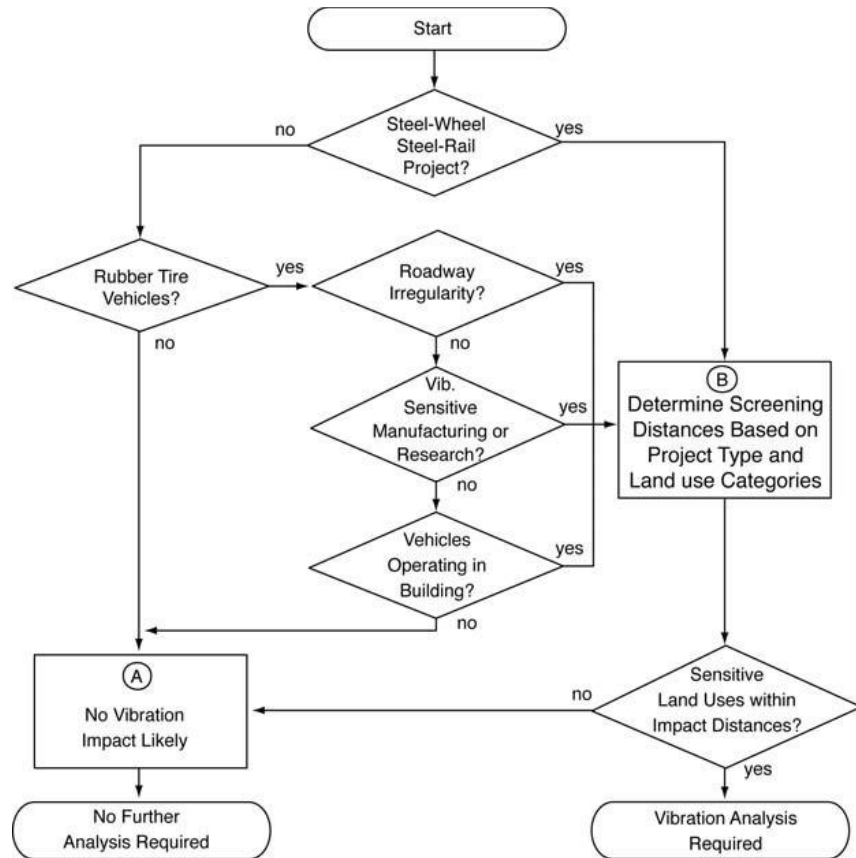 Start
no
Steel-Wheel
Steel-Rail
Project?
yes
Rubber Tire
Vehicles?
yes
no
Roadway
Irregularity?
yes
no
Vib.
Sensitive
Manufacturing or
Research?
yes
no
Vehicles
Operating in
Building?
yes
no
B
Determine Screening
Distances Based on
Project Type and
Land use Categories
A
No Vibration
Impact Likely
no
Sensitive
Land Uses within
Impact Distances?
yes
No Further
Analysis Required
Vibration Analysis
Required